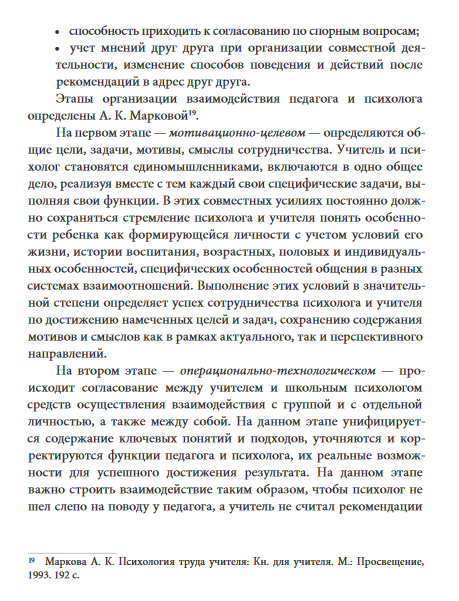 • способность приходить к согласованию по спорным вопросам;
• учет мнений друг друга при организации совместной дея-
тельности, изменение способов поведения и действий после
рекомендаций в адрес друг друга.
Этапы организации взаимодействия педагога и психолога
определены А. К. Марковой¹⁹.
На первом этапе — мотивационно-целевом — определяются об-
щие цели, задачи, мотивы, смыслы сотрудничества. Учитель и пси-
холог становятся единомышленниками, включаются в одно общее
дело, реализуя вместе с тем каждый свои специфические задачи, вы-
полняя свои функции. В этих совместных усилиях постоянно долж-
но сохраняться стремление психолога и учителя понять особенно-
сти ребенка как формирующейся личности с учетом условий его
жизни, истории воспитания, возрастных, половых и индивидуаль-
ных особенностей, специфических особенностей общения в разных
системах взаимоотношений. Выполнение этих условий в значитель-
ной степени определяет успех сотрудничества психолога и учителя
по достижению намеченных целей и задач, сохранению содержания
мотивов и смыслов как в рамках актуального, так и перспективного
направлений.
На втором этапе — операционально-технологическом — про-
исходит согласование между учителем и школьным психологом
средств осуществления взаимодействия с группой и с отдельной
личностью, а также между собой. На данном этапе унифицирует-
ся содержание ключевых понятий и подходов, уточняются и кор-
ректируются функции педагога и психолога, их реальные возмож-
ности для успешного достижения результата. На данном этапе
важно строить взаимодействие таким образом, чтобы психолог не
шел слепо на поводу у педагога, а учитель не считал рекомендации
¹⁹ Маркова А. К. Психология труда учителя: Кн. для учителя. М.: Просвещение,
1993. 192 с.